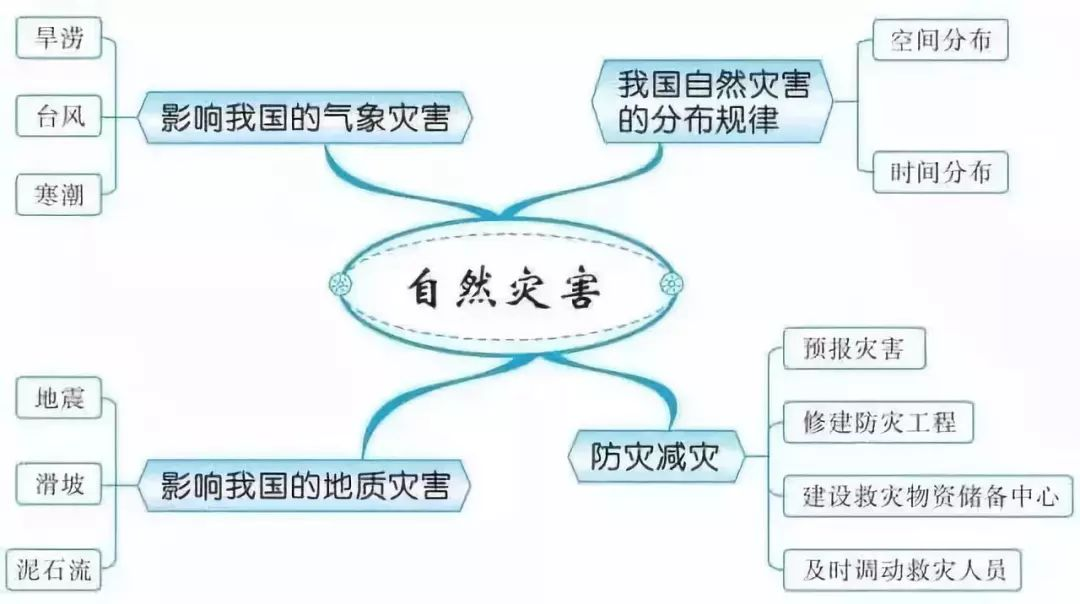 自然灾害
影响我国的气象灾害
旱涝
台风
寒潮
我国自然灾害
的分布规律
空间分布
时间分布
影响我国的地质灾害
地震
滑坡
泥石流
防灾减灾
预报灾害
修建防灾工程
建设救灾物资储备中心
及时调动救灾人员